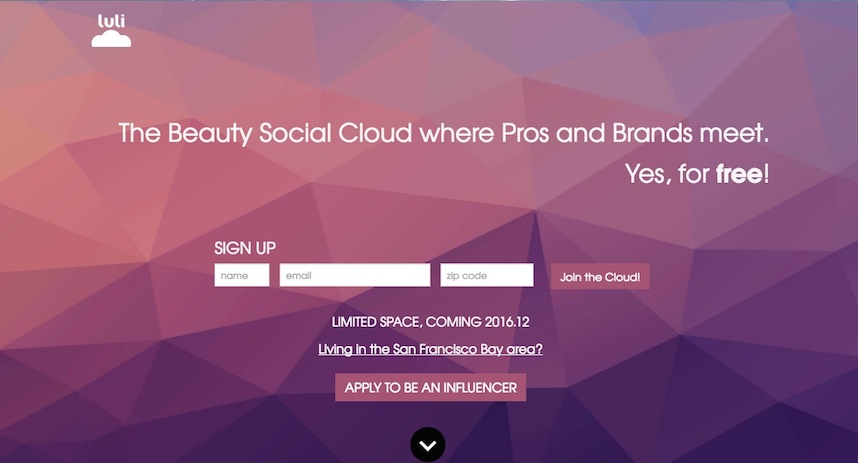 luli
The Beauty Social Cloud where Pros and Brands meet.
Yes, for free!
SIGN UP
name email zip code Join the Cloud!
LIMITED SPACE, COMING 2016.12
Living in the San Francisco Bay area?
APPLY TO BE AN INFLUENCER